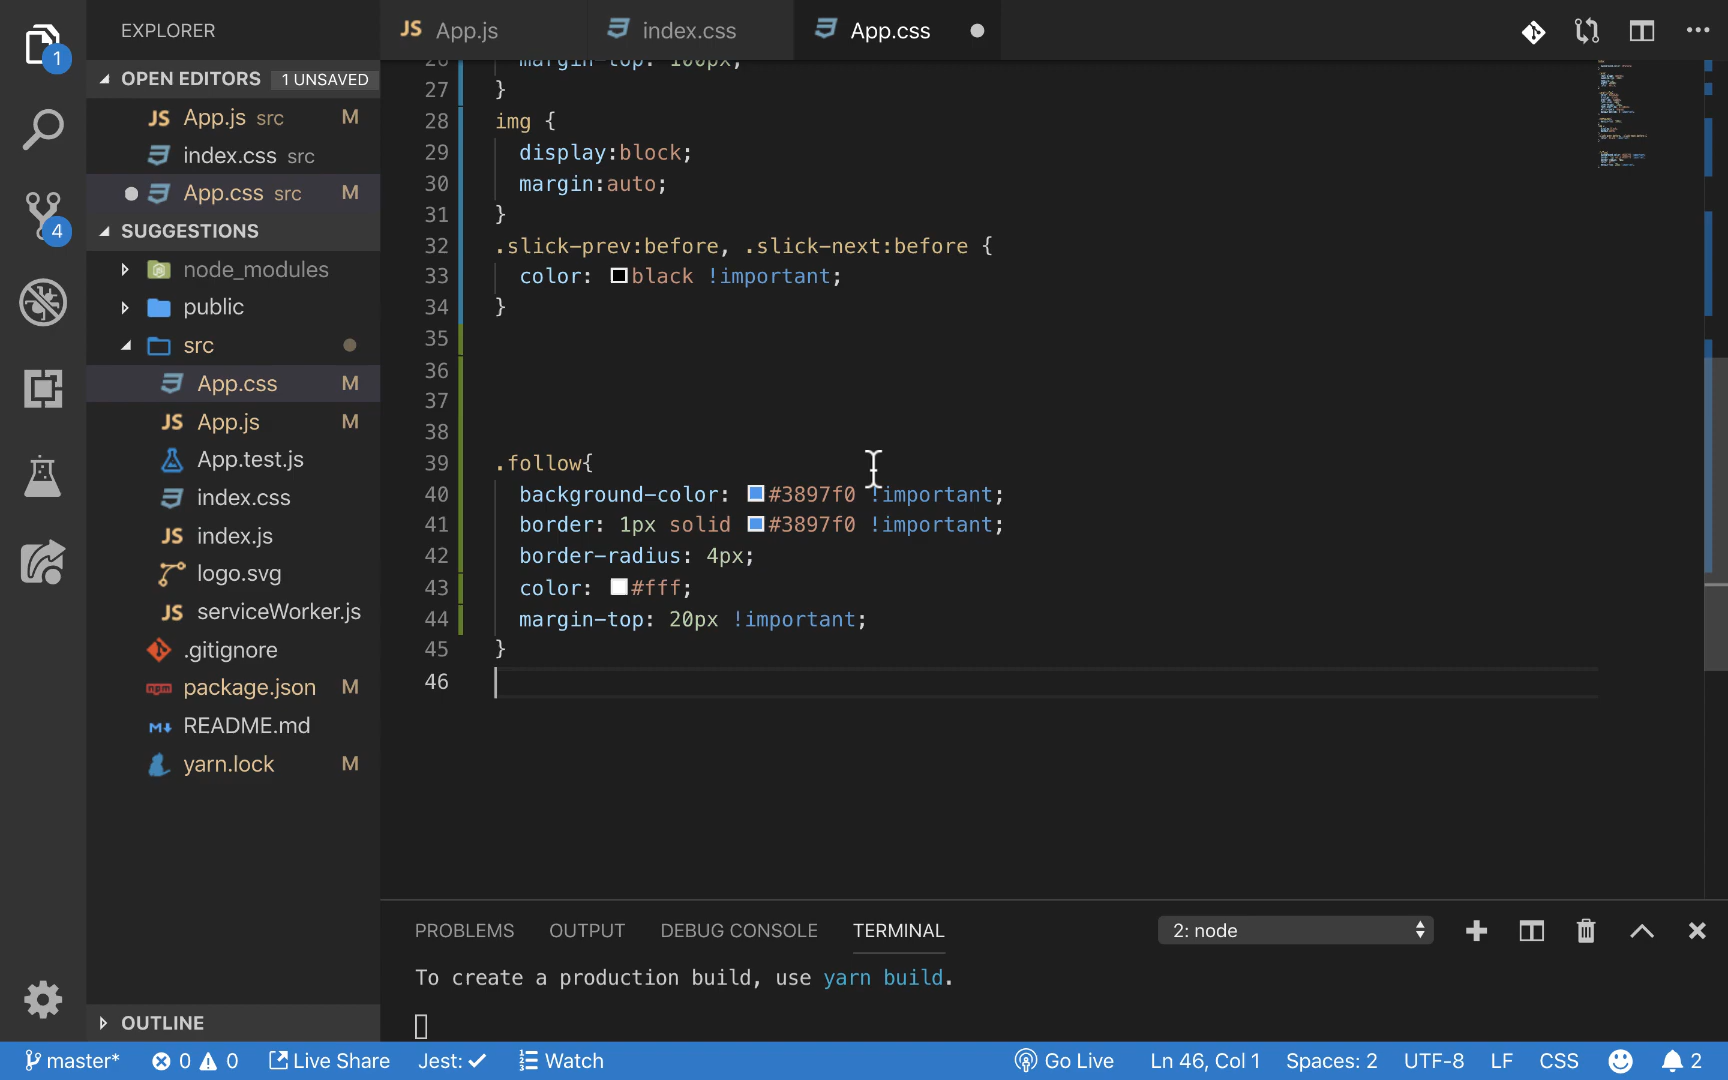 EXPLORER
JS App.js
index.css
App.css
OPEN EDITORS 1 UNSAVED
JS App.js src M
index.css src
App.css src M
SUGGESTIONS
node_modules
public
src
App.css M
JS App.js M
App.test.js
index.css
JS index.js
logo.svg
JS serviceWorker.js
.gitignore
npm package.json M
M↓ README.md
yarn.lock M
OUTLINE
1
4
26 margin-top: 100px;
27 }
28 img {
29 display:block;
30 margin:auto;
31 }
32 .slick-prev:before, .slick-next:before {
33 color: black !important;
34 }
35
36
37
38
39 .follow{
40 background-color: #3897f0 !important;
41 border: 1px solid #3897f0 !important;
42 border-radius: 4px;
43 color: #fff;
44 margin-top: 20px !important;
45 }
46
PROBLEMS OUTPUT DEBUG CONSOLE TERMINAL 2: node
To create a production build, use yarn build.
master* 0 0 Live Share Jest: Watch Go Live Ln 46, Col 1 Spaces: 2 UTF-8 LF CSS 2